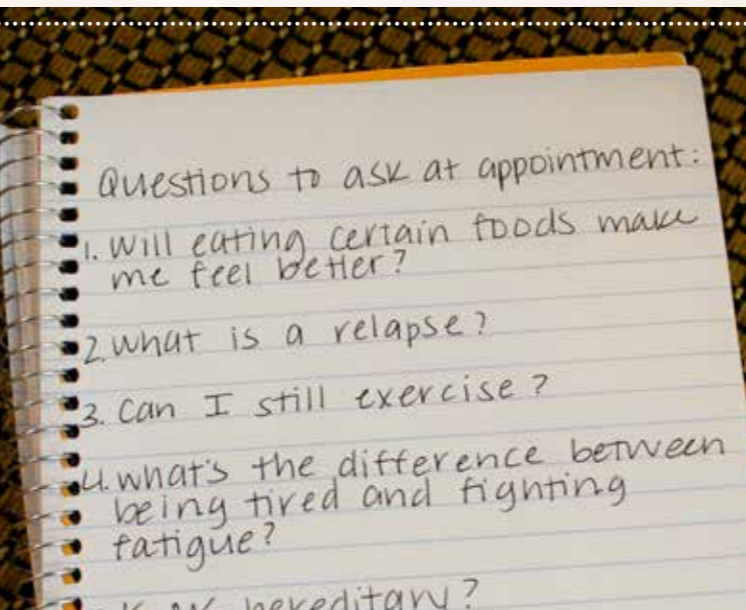 Questions to ask at appointment:
1. Will eating certain foods make
me feel better?
2. What is a relapse?
3. Can I still exercise?
4. What's the difference between
being tired and fighting
fatigue?
hereditary?